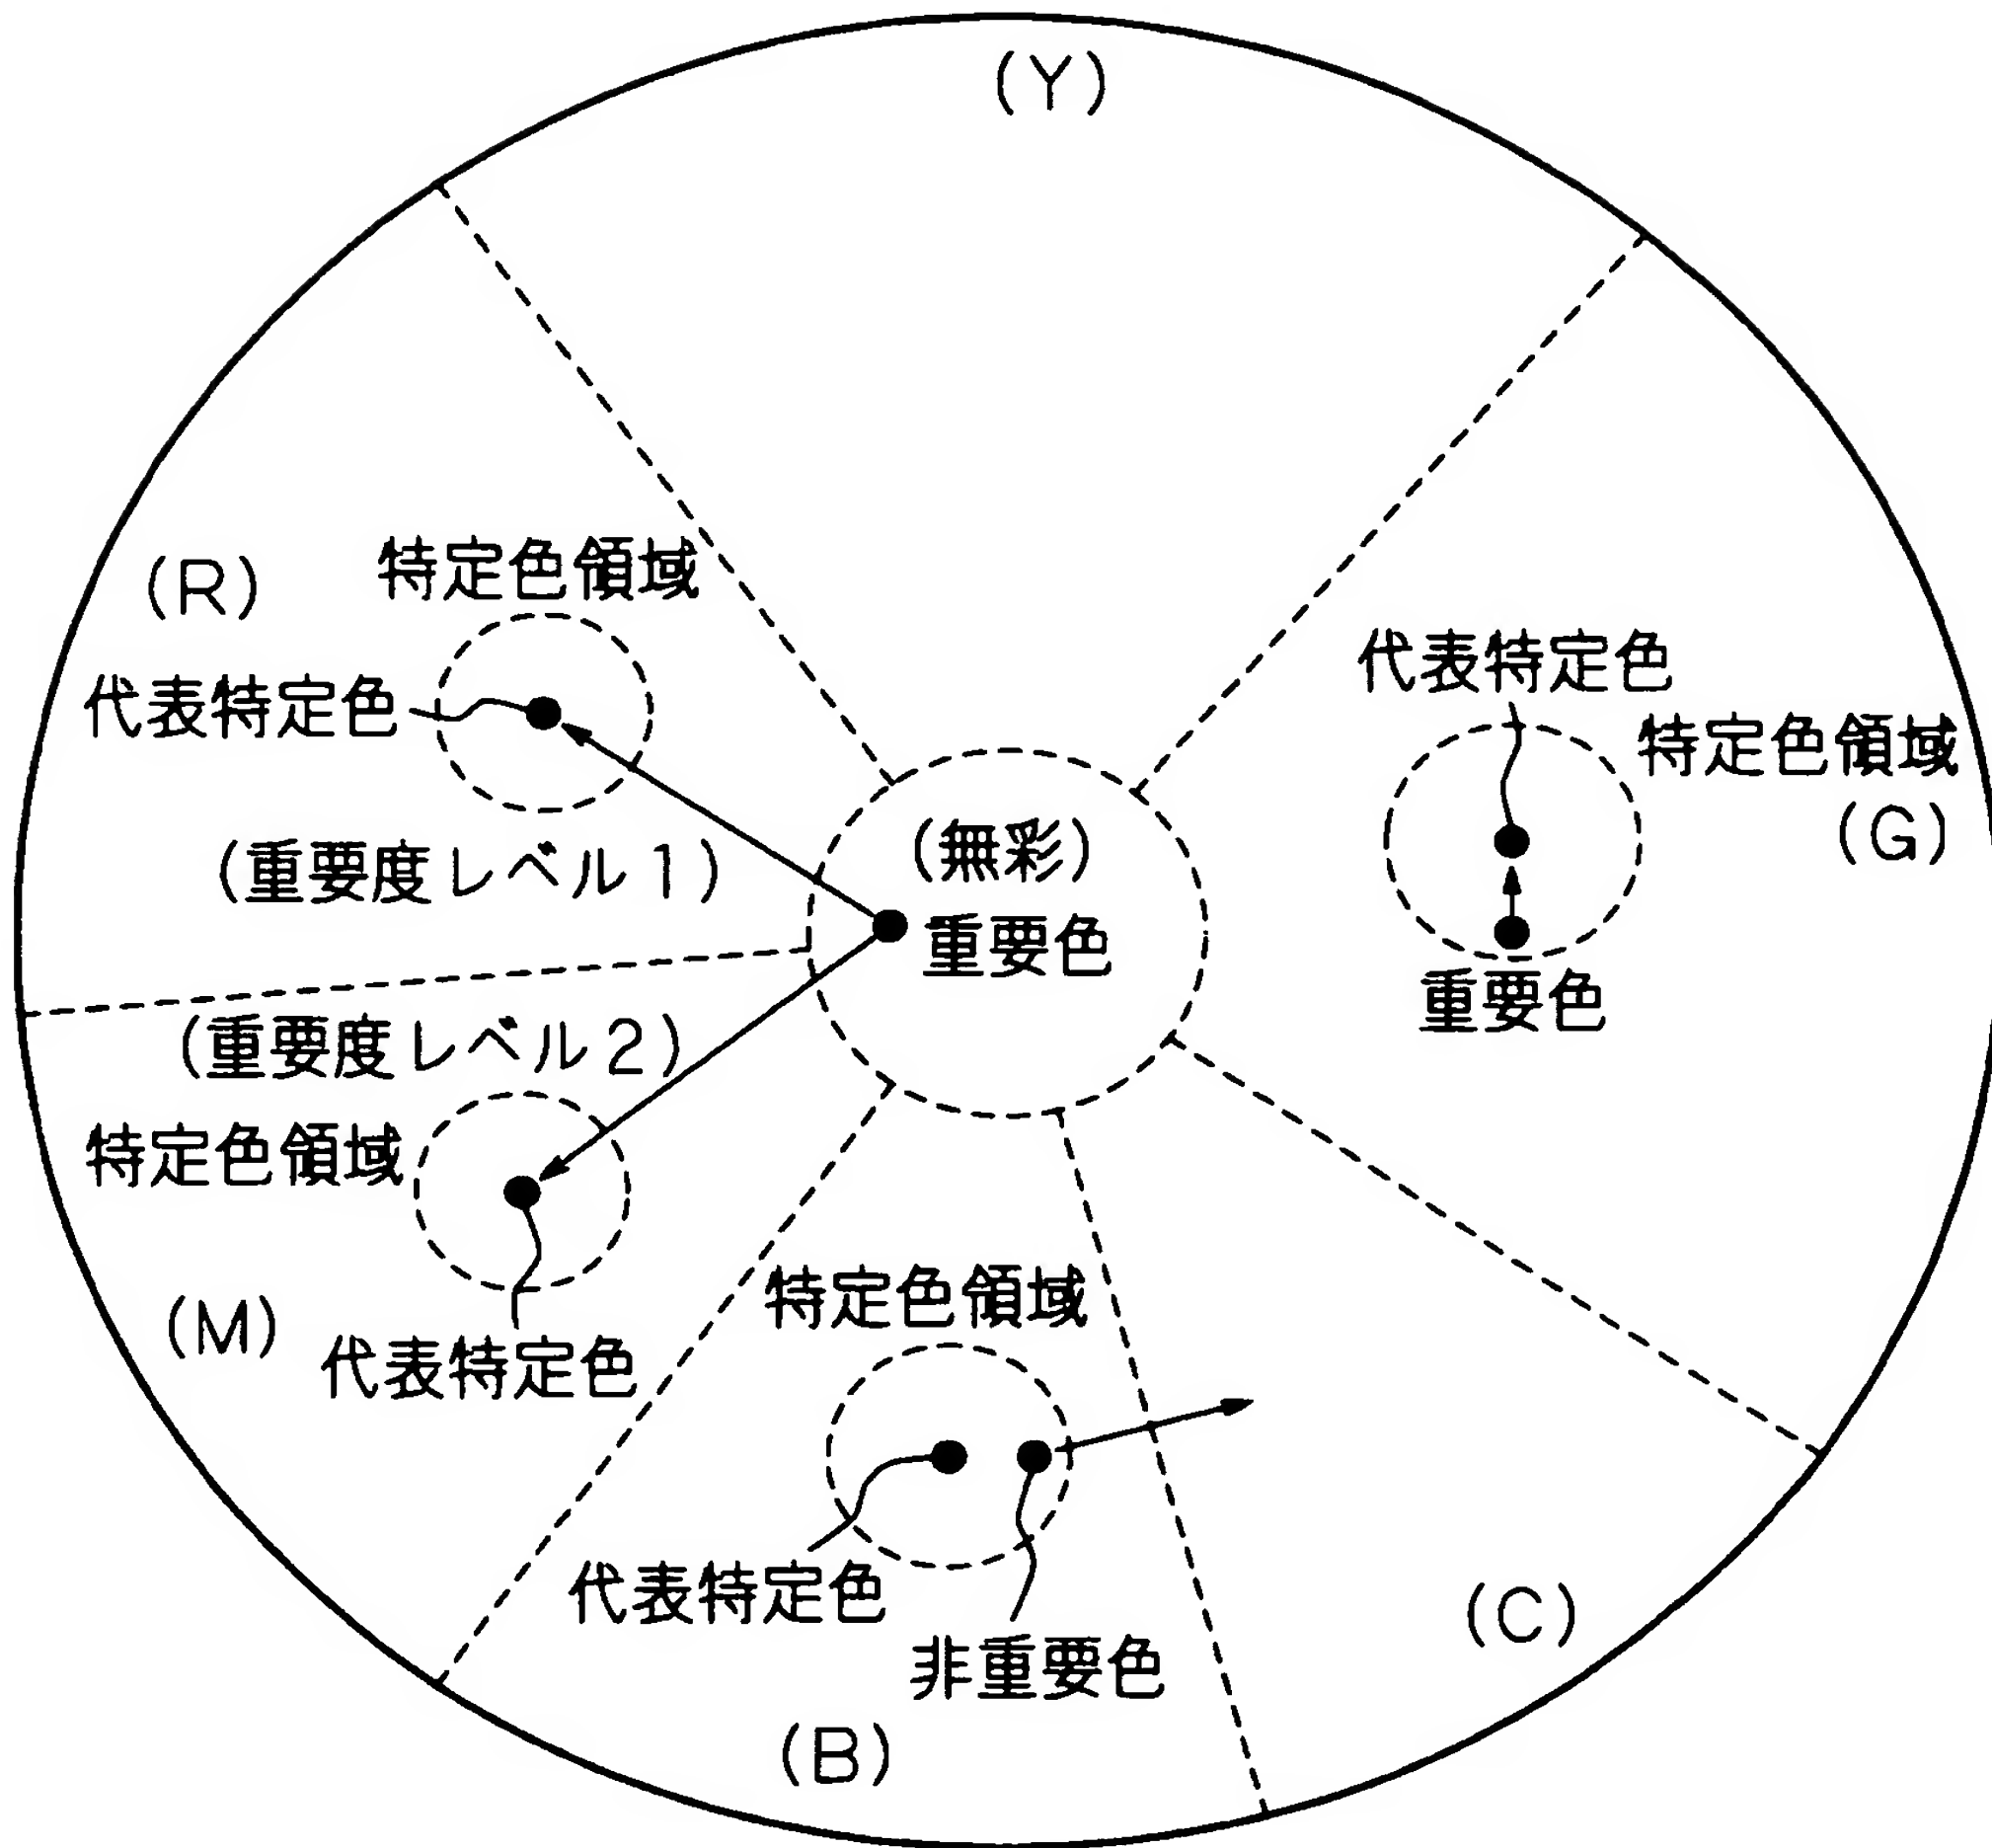 (Y)
(R)
特定色領域
代表特定色
代表特定色
特定色領域
(G)
(重要度レベル1)
(無彩)
重要色
重要色
(重要度レベル2)
特定色領域
(M)
代表特定色
特定色領域
代表特定色
非重要色
(C)
(B)